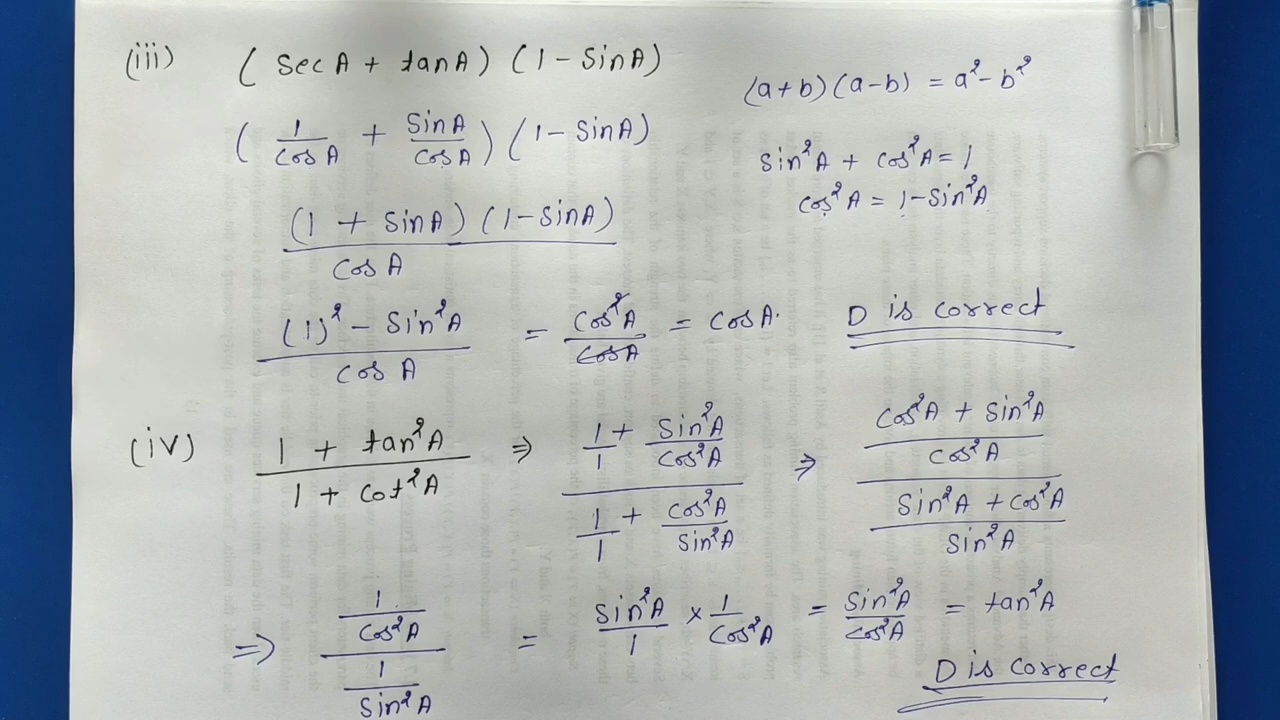 (iii) (secA + tanA) (1 - SinA)
(a+b)(a-b) = a² - b²
(1/cosA + SinA/cosA) (1 - SinA)
Sin²A + cos²A = 1
cos²A = 1 - Sin²A
(1 + SinA) (1 - SinA) / cosA
((1)² - Sin²A) / cosA = cos²A / cosA = cosA. D is correct
(iv) (1 + tan²A) / (1 + cot²A) ⇒ (1/1 + Sin²A/cos²A) / (1/1 + cos²A/Sin²A) ⇒ ((cos²A + Sin²A) / cos²A) / ((Sin²A + cos²A) / Sin²A)
⇒ (1/cos²A) / (1/Sin²A) = Sin²A/1 × 1/cos²A = Sin²A/cos²A = tan²A
D is correct